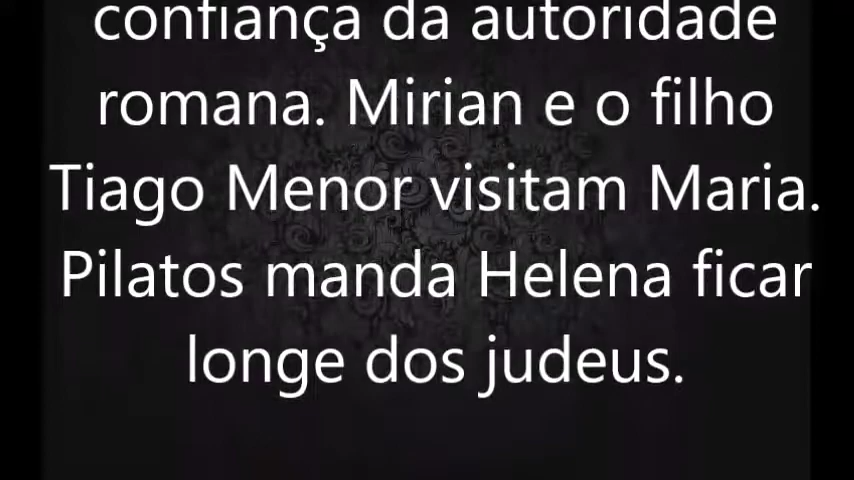 confiança da autoridade
romana. Mirian e o filho
Tiago Menor visitam Maria.
Pilatos manda Helena ficar
longe dos judeus.